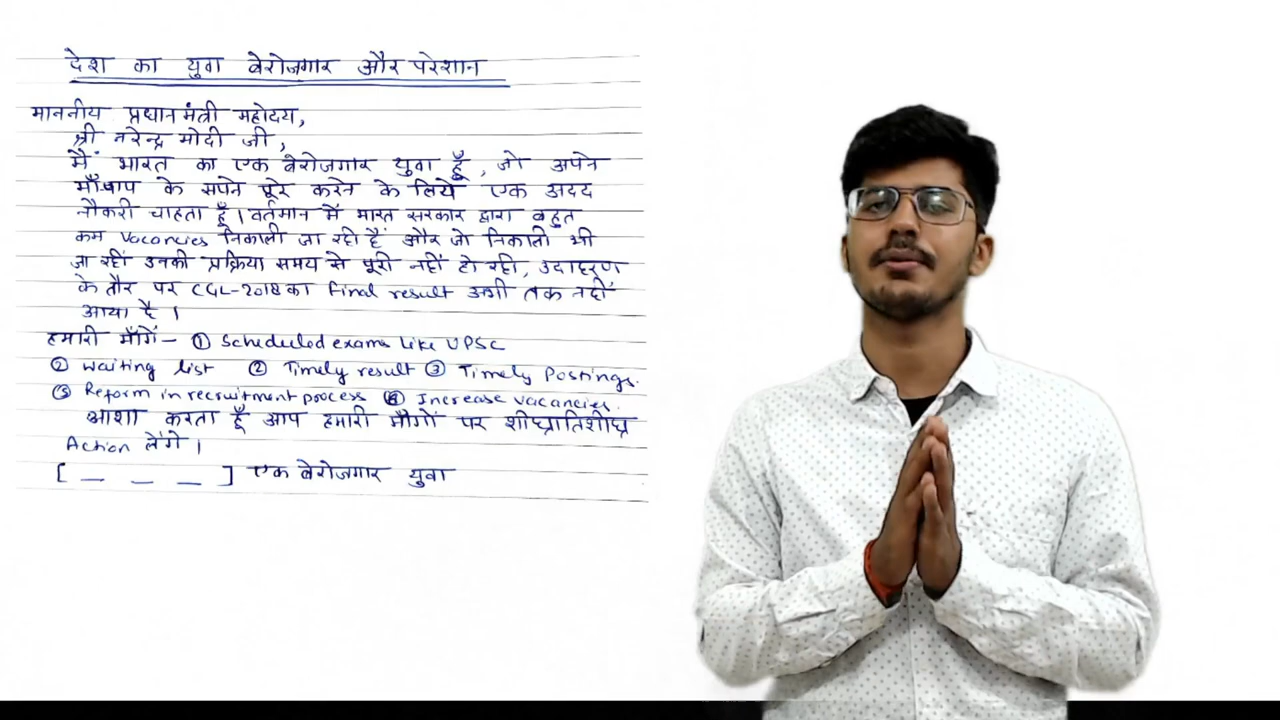 देश का युवा बेरोजगार और परेशान
माननीय प्रधानमंत्री महोदय,
श्री नरेन्द्र मोदी जी,
मैं भारत का एक बेरोजगार युवा हूँ, जो अपने
माँबाप के सपने पूरे करने के लिये एक अदद
नौकरी चाहता हूँ। वर्तमान में भारत सरकार द्वारा बहुत
कम Vacancies निकाली जा रही हैं और जो निकाली भी
जा रहीं उनकी प्रक्रिया समय से पूरी नहीं हो रही, उदाहरण
के तौर पर CGL-2018 का final result अभी तक नहीं
आया है।
हमारी माँगें- ① Scheduled exams like UPSC
② waiting list ② Timely result ③ Timely Postings.
⑤ Reform in recruitment process ⑥ Increase vacancies.
आशा करता हूँ आप हमारी माँगों पर शीघ्रातिशीघ्र
Action लेंगे।
[ _ _ _ ] एक बेरोजगार युवा